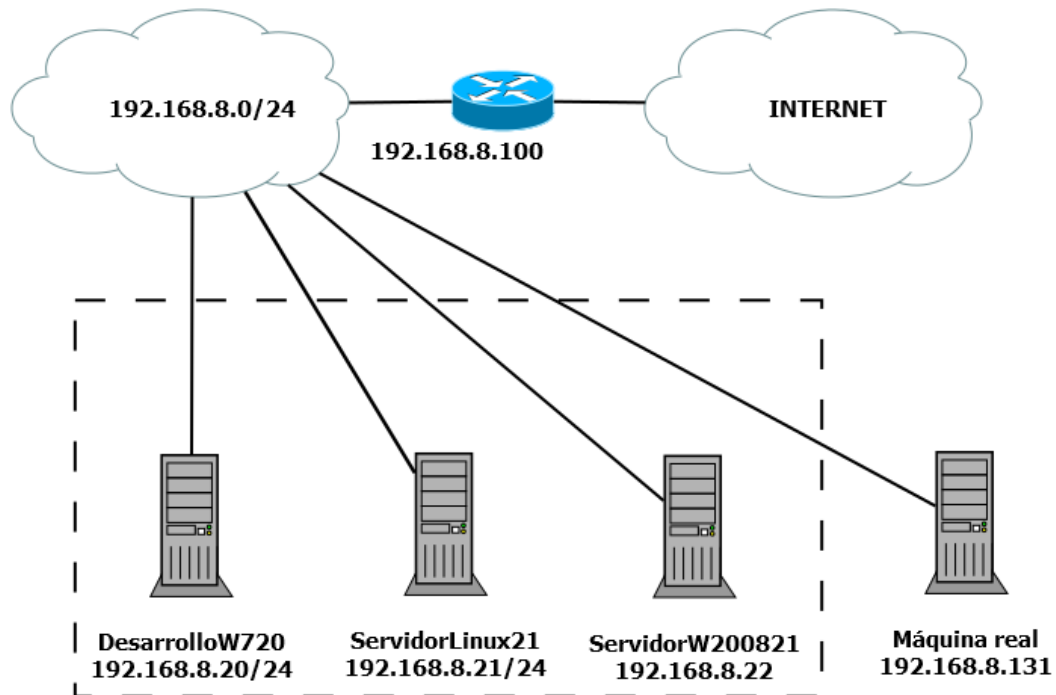 192.168.8.0/24
INTERNET
192.168.8.100
DesarrolloW720
192.168.8.20/24
ServidorLinux21
192.168.8.21/24
ServidorW200821
192.168.8.22
Máquina real
192.168.8.131